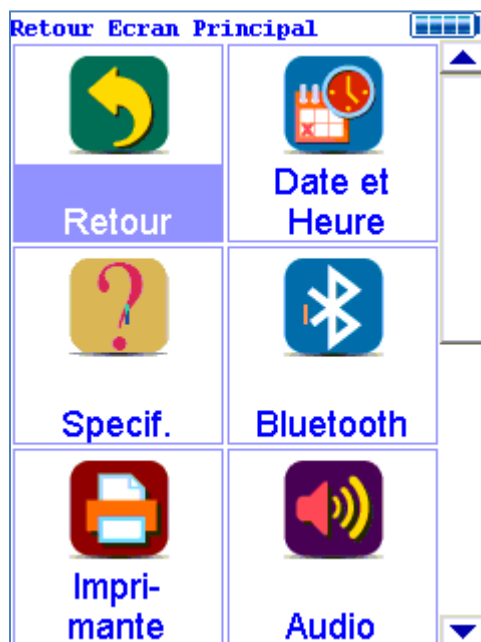 Retour Ecran Principal
Retour
Date et
Heure
Specif.
Bluetooth
Impri-
mante
Audio